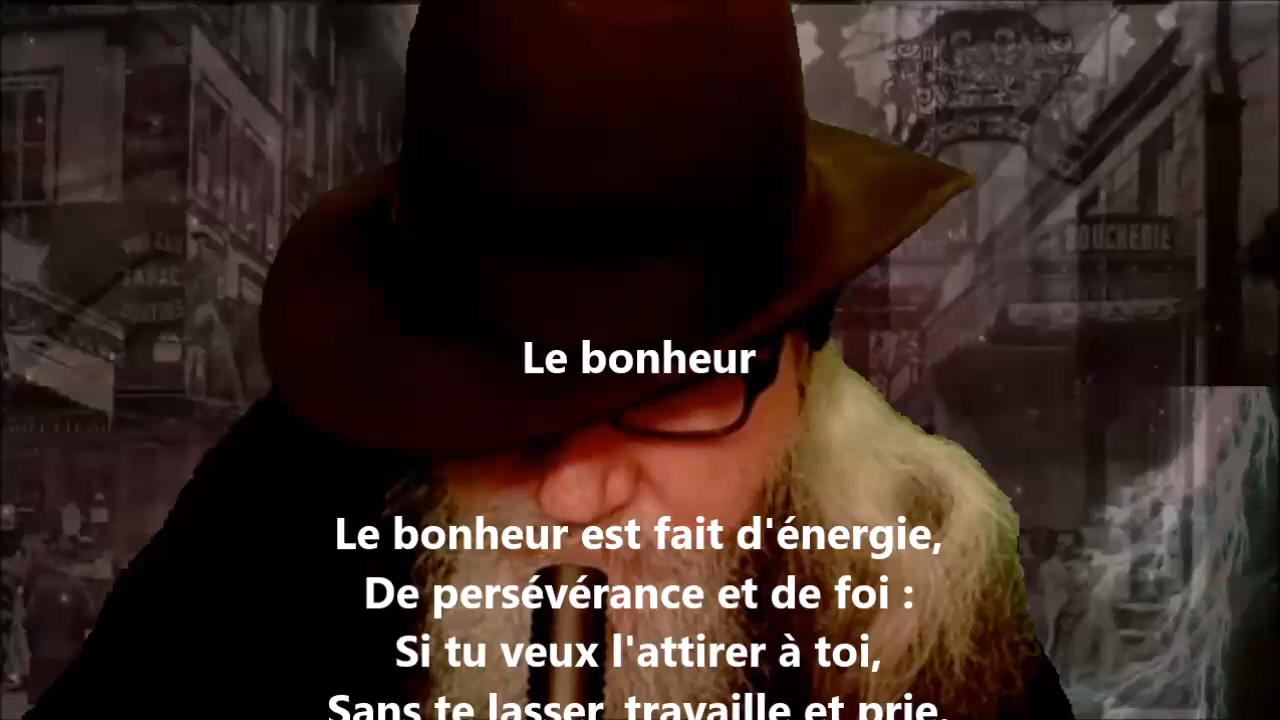 BOUCHERIE
TABAC
Le bonheur
Le bonheur est fait d'énergie,
De persévérance et de foi :
Si tu veux l'attirer à toi,
Sans te lasser, travaille et prie.